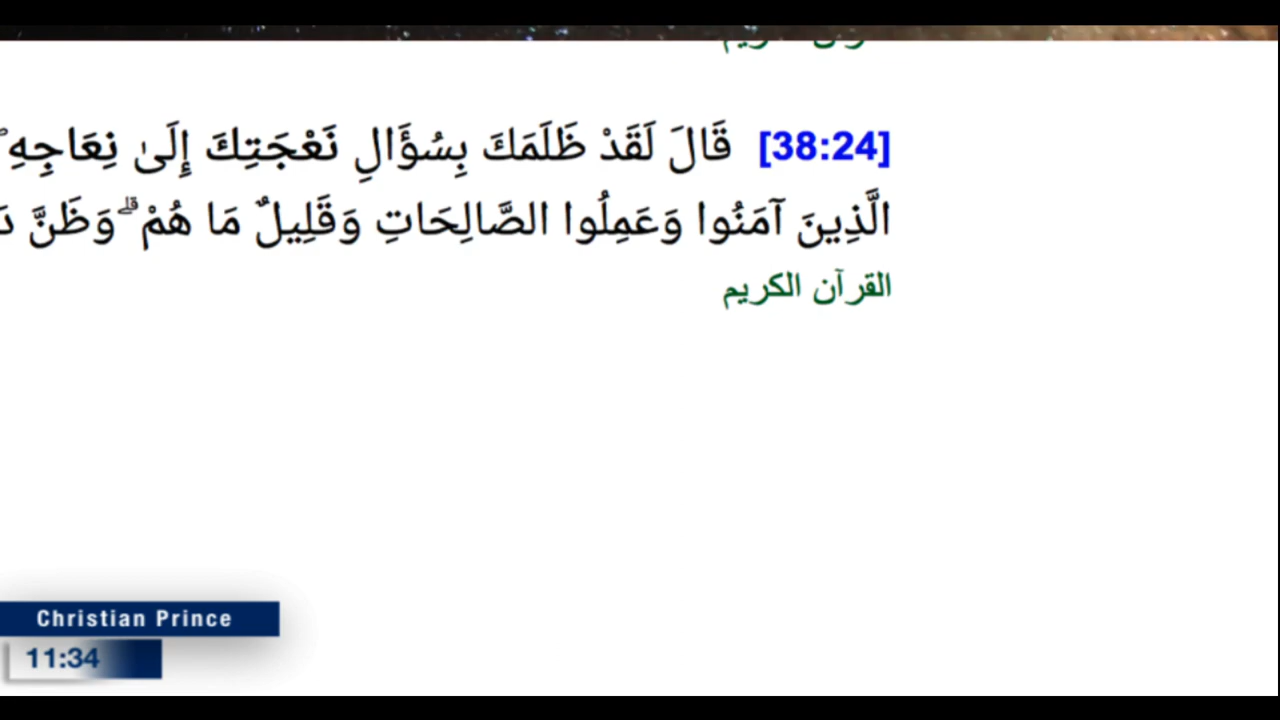 [38:24] قَالَ لَقَدْ ظَلَمَكَ بِسُؤَالِ نَعْجَتِكَ إِلَىٰ نِعَاجِهِ
الَّذِينَ آمَنُوا وَعَمِلُوا الصَّالِحَاتِ وَقَلِيلٌ مَا هُمْ ۗ وَظَنَّ
القرآن الكريم
Christian Prince
11:34